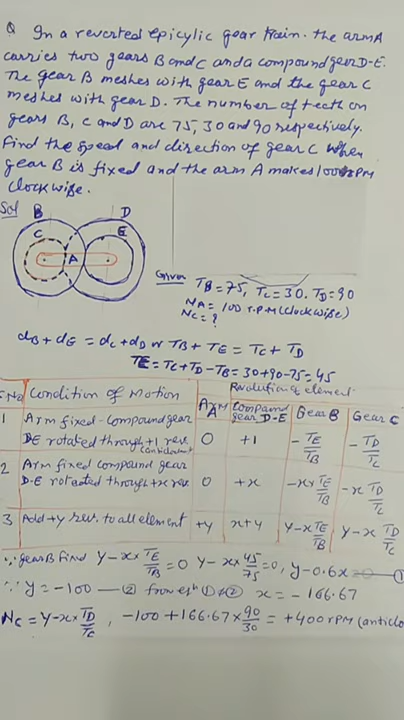 Q In a reverted epicylic gear train. the arm A
carries two gears B and C and a compound gear D-E.
The gear B meshes with gear E and the gear C
meshes with gear D. The number of teeth on
gears B, C and D are 75, 30 and 90 respectively.
Find the speed and direction of gear C when
gear B is fixed and the arm A makes 100 RPM
clockwise.
Sol
B D
C E
A
Given TB = 75, TC = 30. TD = 90
NA = 100 r.p.m (clockwise)
NC = ?
dB + dE = dC + dD or TB + TE = TC + TD
TE = TC + TD - TB = 30 + 90 - 75 = 45
S.No Condition of Motion Arm A Revolution of element
Compound gear D-E Gear B Gear C
1 Arm fixed - compound gear
DE rotated through +1 rev. 0 +1 - TE/TB - TD/TC
2 Arm fixed compound gear
D-E rotected through +x rev 0 +x -x TE/TB -x TD/TC
3 Add +y rev. to all element +y x+y y-x TE/TB y-x TD/TC
∵ gear B find y-x× TE/TB = 0 y-x× 45/75 = 0, y-0.6x=0 —①
∵ y = -100 —② from eqn ① & ② x = -166.67
NC = y-x× TD/TC, -100+166.67× 90/30 = +400 rPM (anticlo